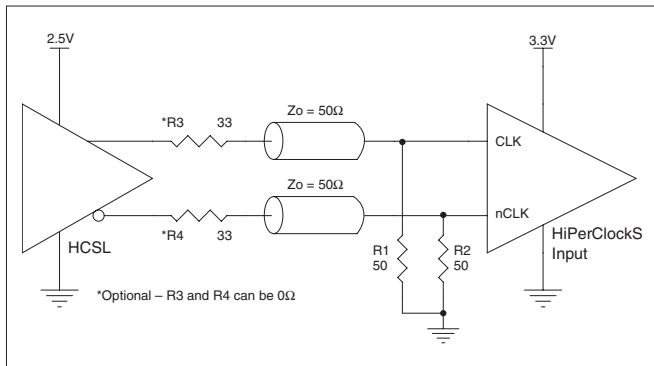 2.5V
3.3V
*R3 33
Zo = 50Ω
CLK
Zo = 50Ω
nCLK
*R4 33
HCSL
R1
50
R2
50
HiPerClockS
Input
*Optional – R3 and R4 can be 0Ω